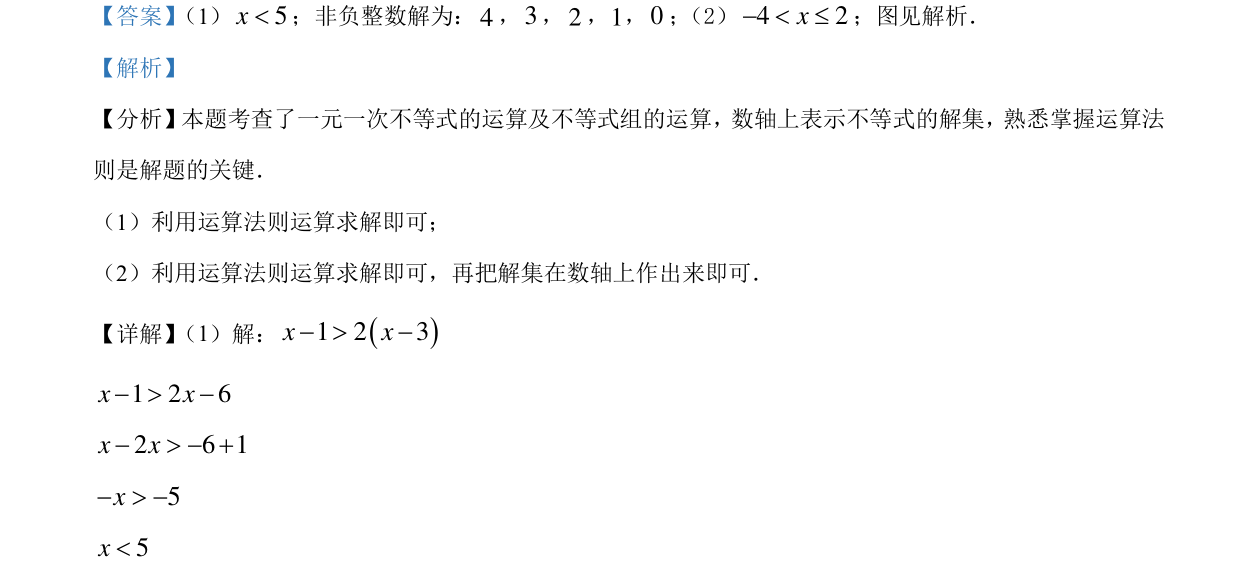 【答案】（1）x<5；非负整数解为：4，3，2，1，0；（2）−4<x≤2；图见解析．
【解析】
【分析】本题考查了一元一次不等式的运算及不等式组的运算，数轴上表示不等式的解集，熟悉掌握运算法
则是解题的关键．
（1）利用运算法则运算求解即可；
（2）利用运算法则运算求解即可，再把解集在数轴上作出来即可．
【详解】（1）解：x−1>2(x−3)
x−1>2x−6
x−2x>−6+1
−x>−5
x<5